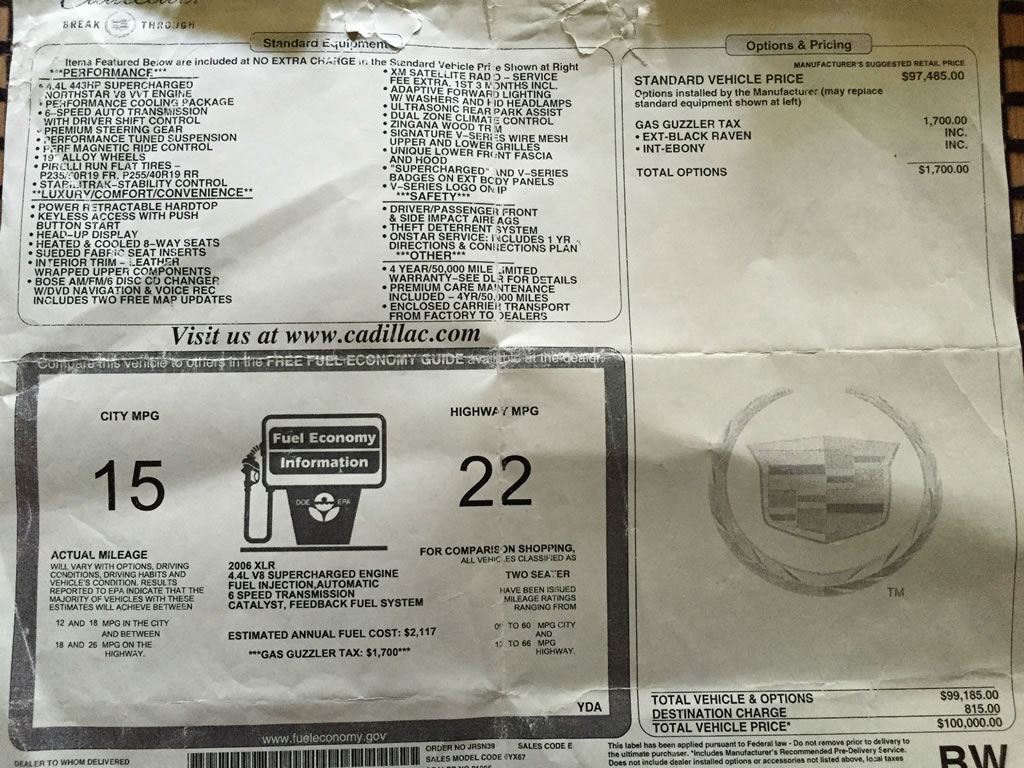 BREAK THROUGH
Standard Equipment
Items Featured Below are included at NO EXTRA CHARGE in the Standard Vehicle Price Shown at Right
***PERFORMANCE***
• 4.4L 443HP SUPERCHARGED
NORTHSTAR V8 VVT ENGINE
• PERFORMANCE COOLING PACKAGE
• 6-SPEED AUTO TRANSMISSION
WITH DRIVER SHIFT CONTROL
• PREMIUM STEERING GEAR
• PERFORMANCE TUNED SUSPENSION
• PERF MAGNETIC RIDE CONTROL
• 19" ALLOY WHEELS
• PIRELLI RUN FLAT TIRES –
P235/40R19 FR, P255/40R19 RR
• STABILITRAK-STABILITY CONTROL
**LUXURY/COMFORT/CONVENIENCE**
• POWER RETRACTABLE HARDTOP
• KEYLESS ACCESS WITH PUSH
BUTTON START
• HEAD-UP DISPLAY
• HEATED & COOLED 8-WAY SEATS
• SUEDED FABRIC SEAT INSERTS
• INTERIOR TRIM – LEATHER
WRAPPED UPPER COMPONENTS
• BOSE AM/FM/6 DISC CD CHANGER
W/DVD NAVIGATION & VOICE REC
INCLUDES TWO FREE MAP UPDATES
• XM SATELLITE RADIO – SERVICE
FEE EXTRA, 1ST 3 MONTHS INCL.
• ADAPTIVE FORWARD LIGHTING
W/ WASHERS AND HID HEADLAMPS
• ULTRASONIC REAR PARK ASSIST
• DUAL ZONE CLIMATE CONTROL
• ZINGANA WOOD TRIM
• SIGNATURE V-SERIES WIRE MESH
UPPER AND LOWER GRILLES
• UNIQUE LOWER FRONT FASCIA
AND HOOD
• "SUPERCHARGED" AND V-SERIES
BADGES ON EXT BODY PANELS
• V-SERIES LOGO ON IP
***SAFETY***
• DRIVER/PASSENGER FRONT
& SIDE IMPACT AIRBAGS
• THEFT DETERRENT SYSTEM
• ONSTAR SERVICE: INCLUDES 1 YR
DIRECTIONS & CONNECTIONS PLAN
***OTHER***
• 4 YEAR/50,000 MILE LIMITED
WARRANTY-SEE DLR FOR DETAILS
• PREMIUM CARE MAINTENANCE
INCLUDED – 4YR/50,000 MILES
• ENCLOSED CARRIER TRANSPORT
FROM FACTORY TO DEALERS
Options & Pricing
MANUFACTURER'S SUGGESTED RETAIL PRICE
STANDARD VEHICLE PRICE $97,485.00
Options installed by the Manufacturer (may replace
standard equipment shown at left)
GAS GUZZLER TAX 1,700.00
• EXT-BLACK RAVEN INC.
• INT-EBONY INC.
TOTAL OPTIONS $1,700.00
Visit us at www.cadillac.com
Compare this vehicle to others in the FREE FUEL ECONOMY GUIDE available at the dealer.
CITY MPG
15
Fuel Economy
Information
DOE EPA
HIGHWAY MPG
22
ACTUAL MILEAGE
WILL VARY WITH OPTIONS, DRIVING
CONDITIONS, DRIVING HABITS AND
VEHICLE'S CONDITION. RESULTS
REPORTED TO EPA INDICATE THAT THE
MAJORITY OF VEHICLES WITH THESE
ESTIMATES WILL ACHIEVE BETWEEN
12 AND 18 MPG IN THE CITY
AND BETWEEN
18 AND 26 MPG ON THE
HIGHWAY.
2006 XLR
4.4L V8 SUPERCHARGED ENGINE
FUEL INJECTION,AUTOMATIC
6 SPEED TRANSMISSION
CATALYST, FEEDBACK FUEL SYSTEM
ESTIMATED ANNUAL FUEL COST: $2,117
***GAS GUZZLER TAX: $1,700***
FOR COMPARISON SHOPPING,
ALL VEHICLES CLASSIFIED AS
TWO SEATER
HAVE BEEN ISSUED
MILEAGE RATINGS
RANGING FROM
TO 60 MPG CITY
AND
TO 66 MPG
HIGHWAY.
YDA
www.fueleconomy.gov
TM
TOTAL VEHICLE & OPTIONS $99,185.00
DESTINATION CHARGE 815.00
TOTAL VEHICLE PRICE* $100,000.00
DEALER TO WHOM DELIVERED
ORDER NO JRSN39 SALES CODE E
SALES MODEL CODE 6YX67
This label has been applied pursuant to Federal law - Do not remove prior to delivery to
the ultimate purchaser. *Includes Manufacturer's Recommended Pre-Delivery Service.
Does not include dealer installed options or accessories not listed above, local taxes
BW